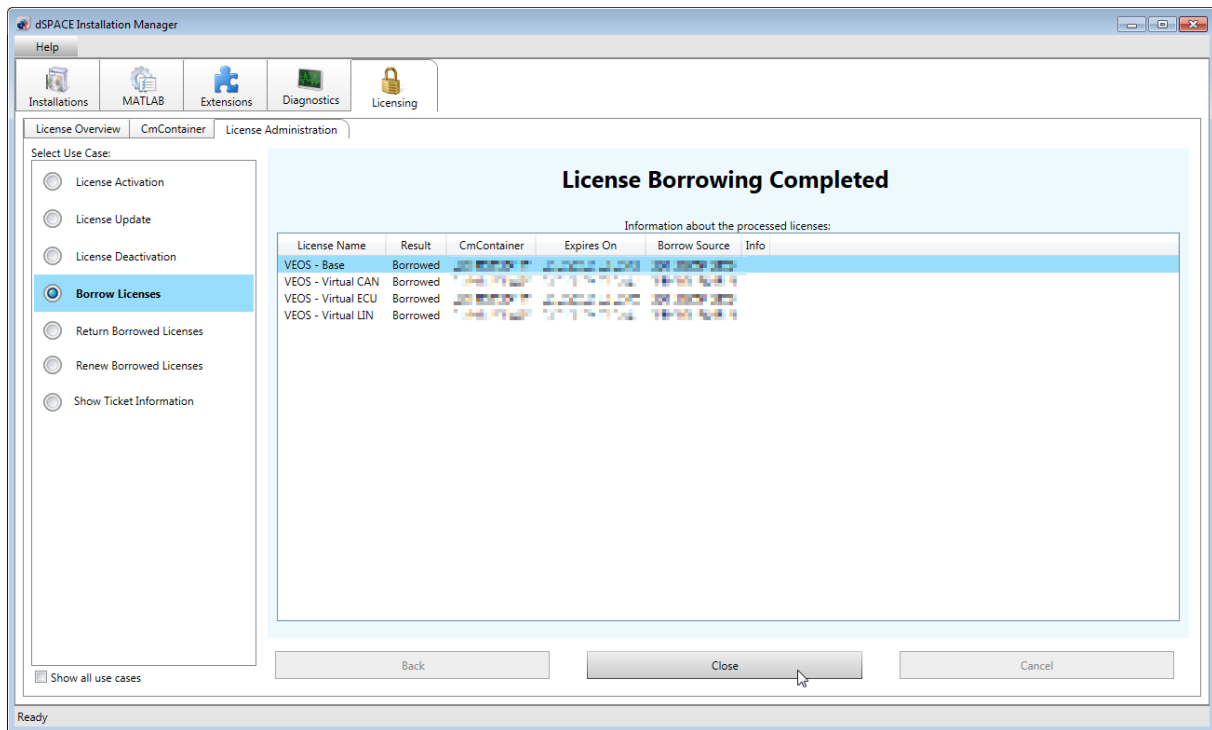 dSPACE Installation Manager
Help
Installations MATLAB Extensions Diagnostics Licensing
License Overview CmContainer License Administration
Select Use Case:
License Activation
License Update
License Deactivation
Borrow Licenses
Return Borrowed Licenses
Renew Borrowed Licenses
Show Ticket Information
Show all use cases
License Borrowing Completed
Information about the processed licenses:
License Name Result CmContainer Expires On Borrow Source Info
VEOS - Base Borrowed
VEOS - Virtual CAN Borrowed
VEOS - Virtual ECU Borrowed
VEOS - Virtual LIN Borrowed
Back Close Cancel
Ready